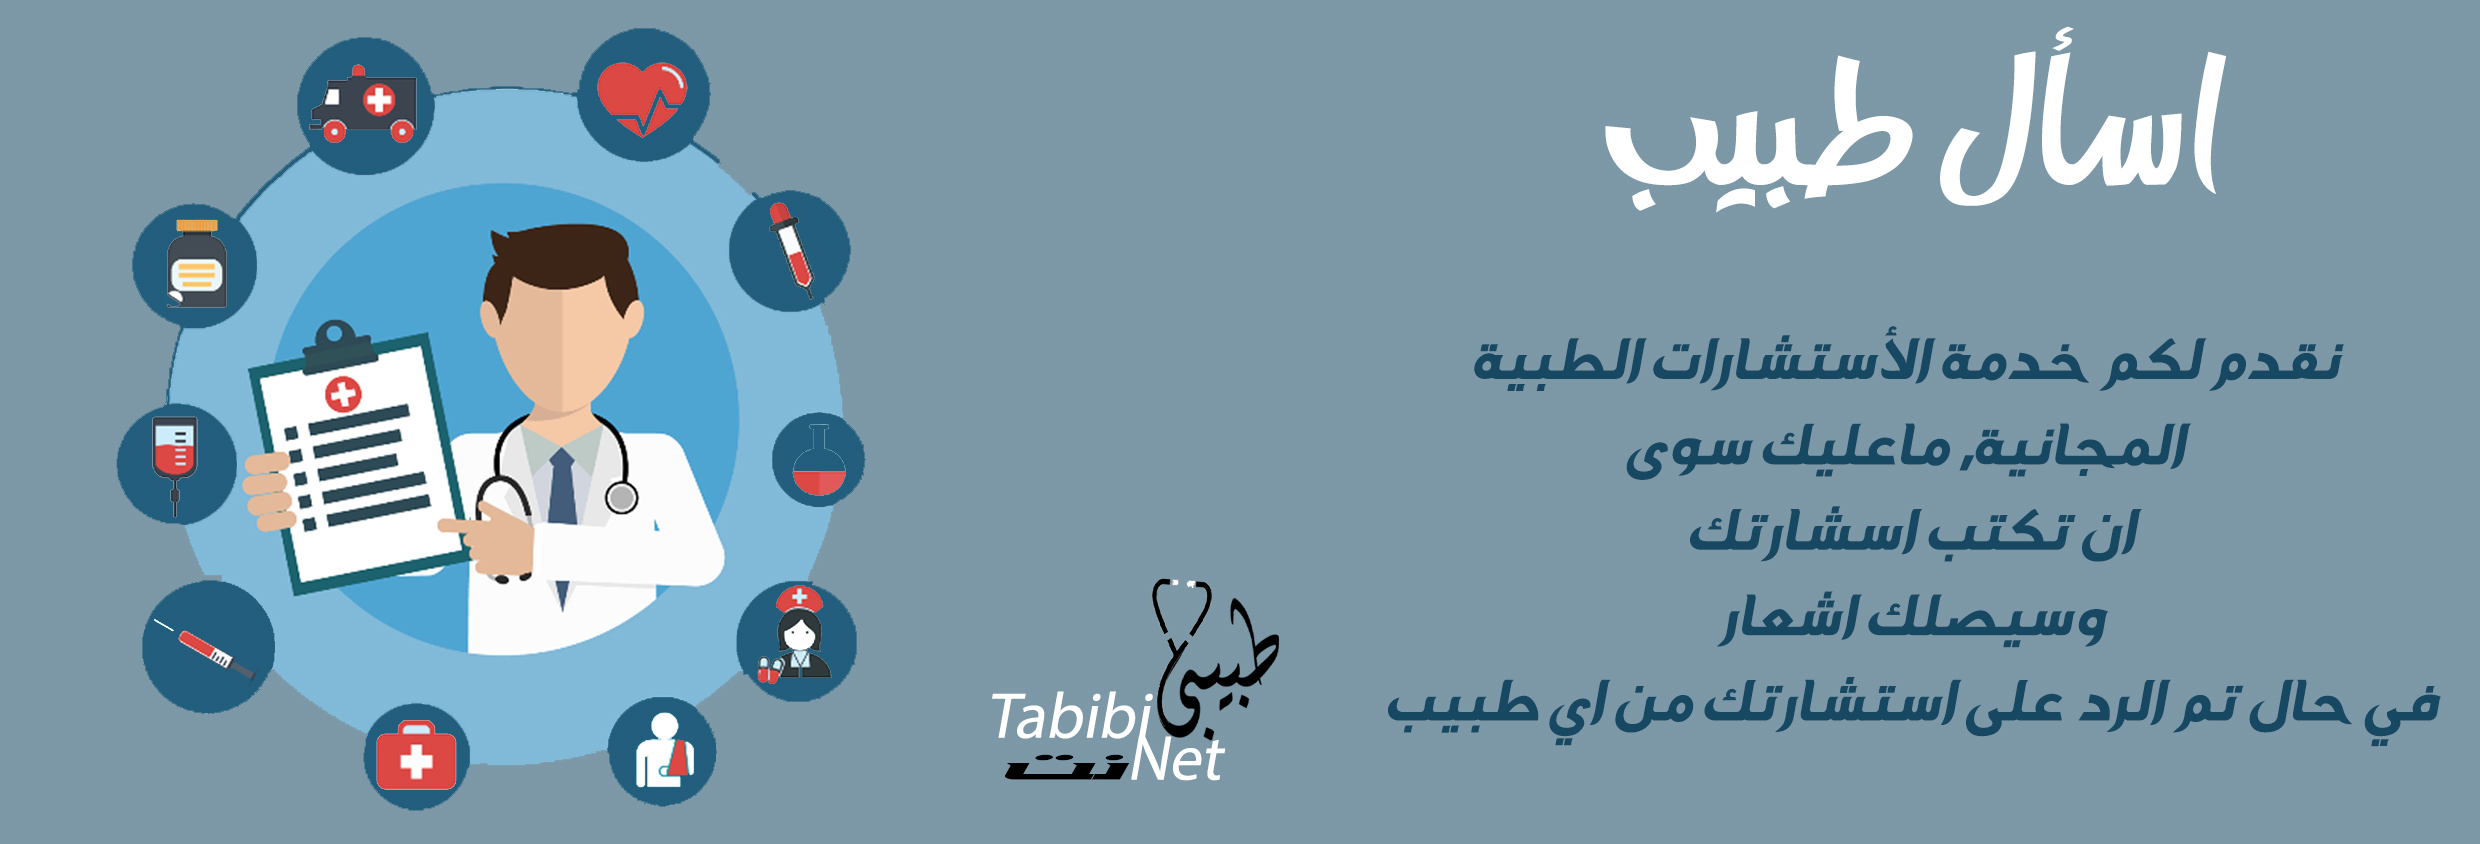 اسأل طبيب
نقدم لكم خدمة الأستشارات الطبية
المجانية, ماعليك سوى
ان تكتب اسشارتك
وسيصلك اشعار
في حال تم الرد على استشارتك من اي طبيب
طبيبي
Tabibi
نت Net